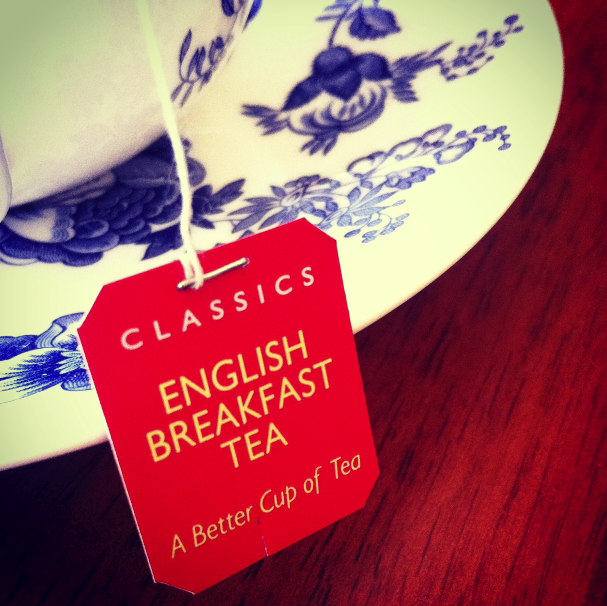 CLASSICS
ENGLISH
BREAKFAST
TEA
A Better Cup of Tea